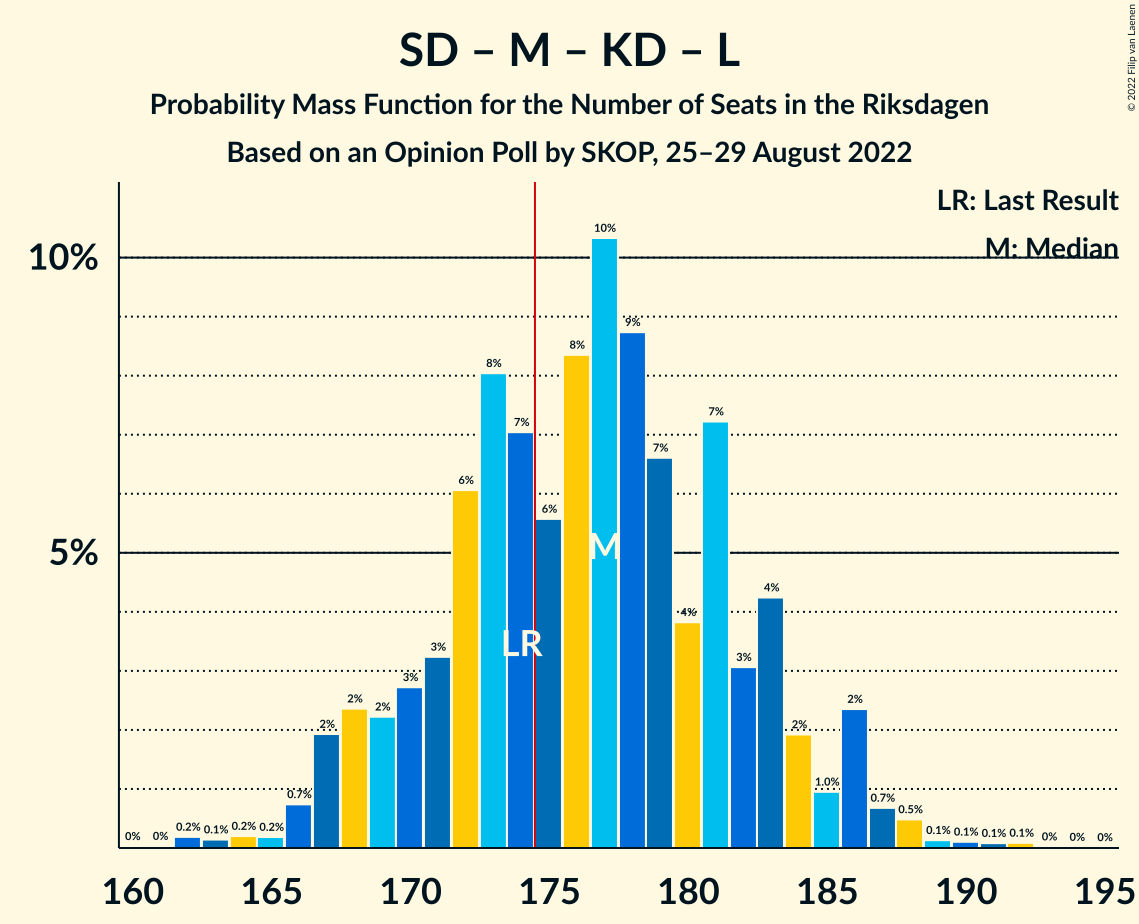 SD – M – KD – L
Probability Mass Function for the Number of Seats in the Riksdagen
Based on an Opinion Poll by SKOP, 25–29 August 2022
© 2022 Filip van Laenen
LR: Last Result
M: Median
10%
5%
0% 0% 0.2% 0.1% 0.2% 0.2% 0.7% 2% 2% 2% 3% 3% 6% 8% 7% 6% 8% 10% 9% 7% 4% 7% 3% 4% 2% 1.0% 2% 0.7% 0.5% 0.1% 0.1% 0.1% 0.1% 0% 0% 0%
M
LR
160 165 170 175 180 185 190 195